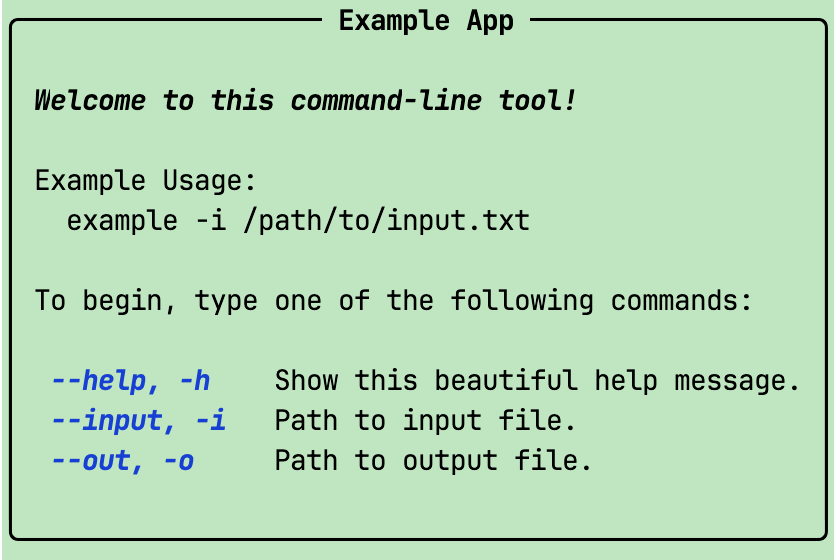 Example App
Welcome to this command-line tool!
Example Usage:
example -i /path/to/input.txt
To begin, type one of the following commands:
--help, -h    Show this beautiful help message.
--input, -i   Path to input file.
--out, -o     Path to output file.